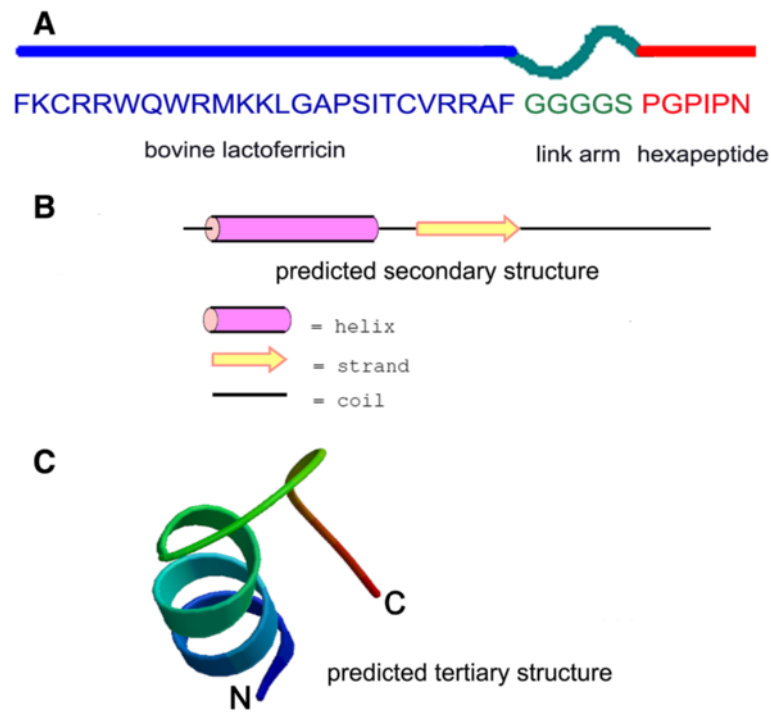 A
FKCRRWQWRMKKLGAPSITCVRRAF GGGGS PGPIPN
bovine lactoferricin link arm hexapeptide
B
predicted secondary structure
= helix
= strand
= coil
C
C
N predicted tertiary structure